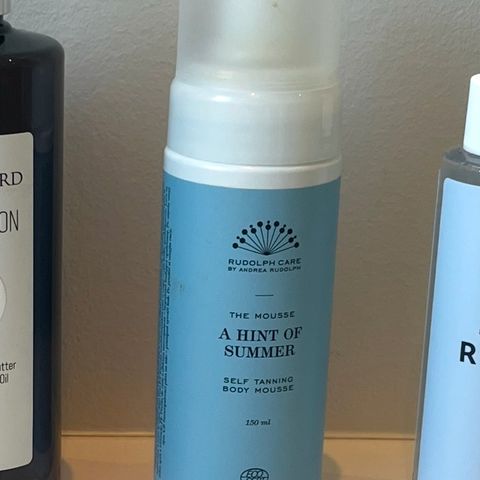 RD
ON
tter
Oil
RUDOLPH CARE
BY ANDREA RUDOLPH
THE MOUSSE
A HINT OF
SUMMER
SELF TANNING
BODY MOUSSE
150 ml
ECO
R